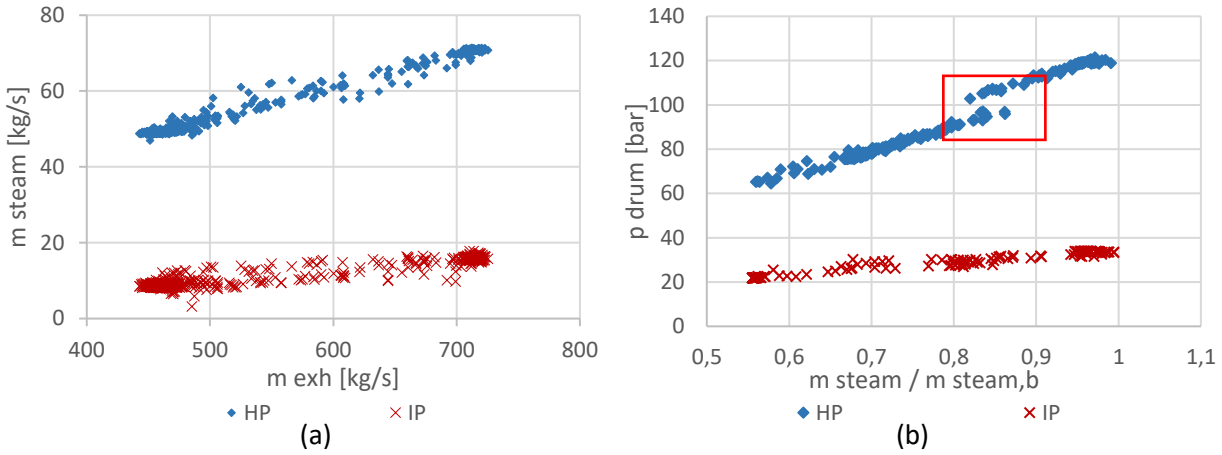 m steam [kg/s]
80
60
40
20
0
400 500 600 700 800
m exh [kg/s]
HP IP
(a)
p drum [bar]
140
120
100
80
60
40
20
0
0,5 0,6 0,7 0,8 0,9 1 1,1
m steam / m steam,b
HP IP
(b)